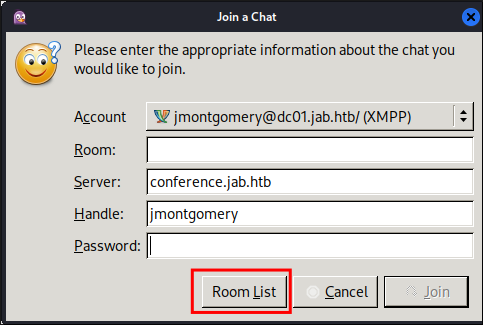 Join a Chat
Please enter the appropriate information about the chat you
would like to join.
Account jmontgomery@dc01.jab.htb/ (XMPP)
Room:
Server: conference.jab.htb
Handle: jmontgomery
Password:
Room List Cancel Join